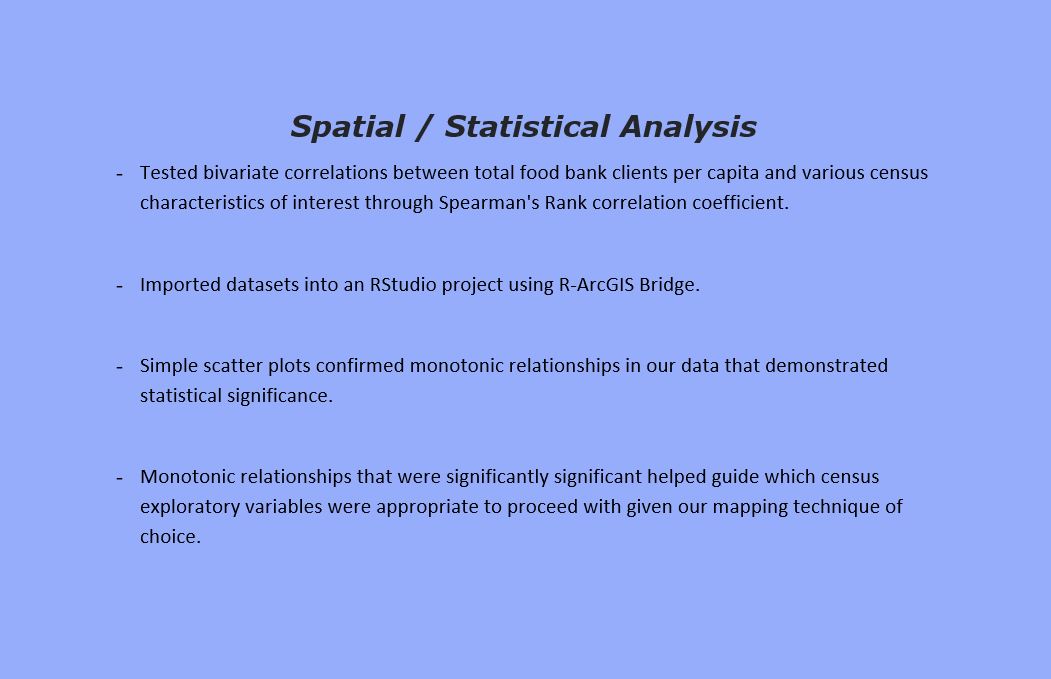 Spatial / Statistical Analysis
- Tested bivariate correlations between total food bank clients per capita and various census
characteristics of interest through Spearman's Rank correlation coefficient.
- Imported datasets into an RStudio project using R-ArcGIS Bridge.
- Simple scatter plots confirmed monotonic relationships in our data that demonstrated
statistical significance.
- Monotonic relationships that were significantly significant helped guide which census
exploratory variables were appropriate to proceed with given our mapping technique of
choice.